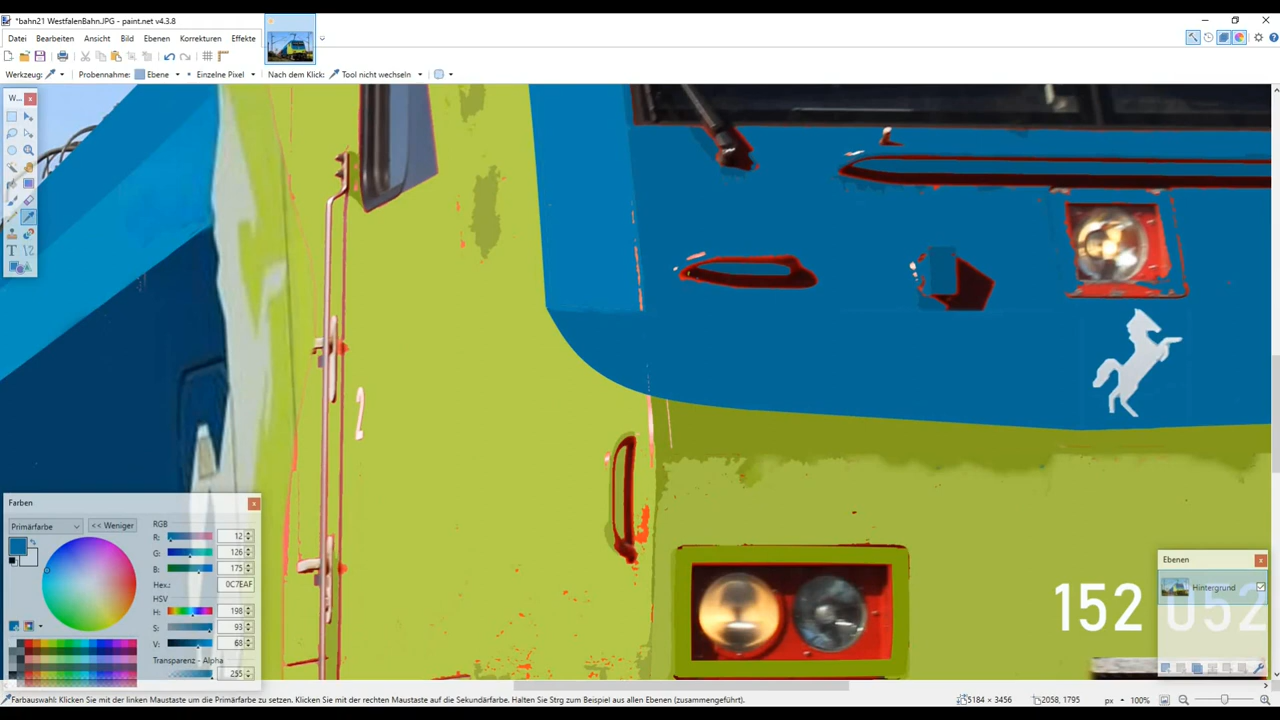 *bahn21 WestfalenBahn.JPG - paint.net v4.3.8
Datei Bearbeiten Ansicht Bild Ebenen Korrekturen Effekte
Werkzeug: Probennahme: Ebene Einzelne Pixel Nach dem Klick: Tool nicht wechseln
W... x
2
Farben x
Primärfarbe << Weniger
RGB
R: 12
G: 126
B: 175
Hex: 0C7EAF
HSV
H: 198
S: 93
V: 68
Transparenz - Alpha
255
Ebenen x
Hintergrund
152 052
Farbauswahl: Klicken Sie mit der linken Maustaste um die Primärfarbe zu setzen. Klicken Sie mit der rechten Maustaste auf die Sekundärfarbe. Halten Sie Strg zum Beispiel aus allen Ebenen (zusammengeführt). 5184 × 3456 2058, 1795 px 100%